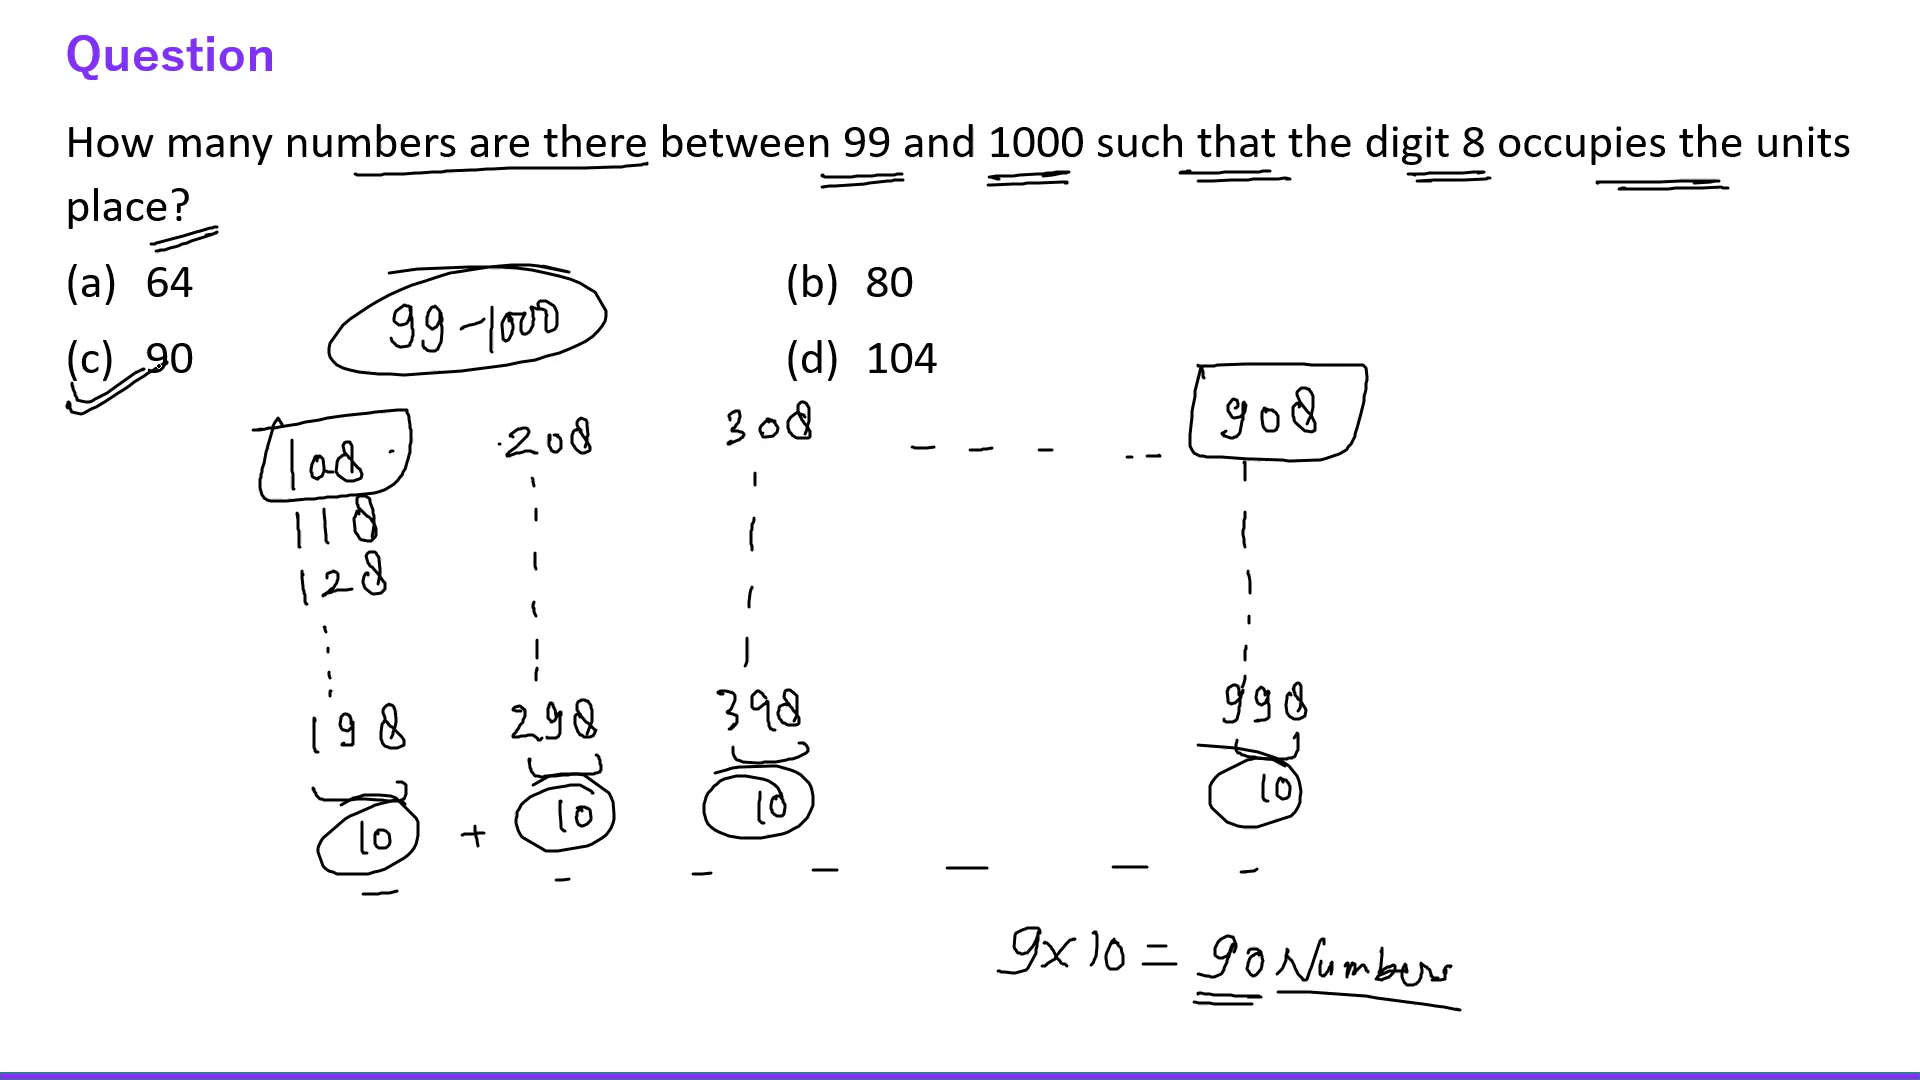 Question
How many numbers are there between 99 and 1000 such that the digit 8 occupies the units
place?
(a) 64 (b) 80
(c) 90 (d) 104
99-1000
108 208 308 - - - - - 908
118
128
198 298 398 998
10 + 10 10 10
9×10 = 90 Numbers